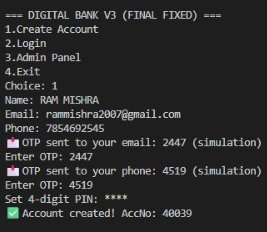 === DIGITAL BANK V3 (FINAL FIXED) ===
1.Create Account
2.Login
3.Admin Panel
4.Exit
Choice: 1
Name: RAM MISHRA
Email: rammishra2007@gmail.com
Phone: 7854692545
📩 OTP sent to your email: 2447 (simulation)
Enter OTP: 2447
📩 OTP sent to your phone: 4519 (simulation)
Enter OTP: 4519
Set 4-digit PIN: ****
✅ Account created! AccNo: 40039